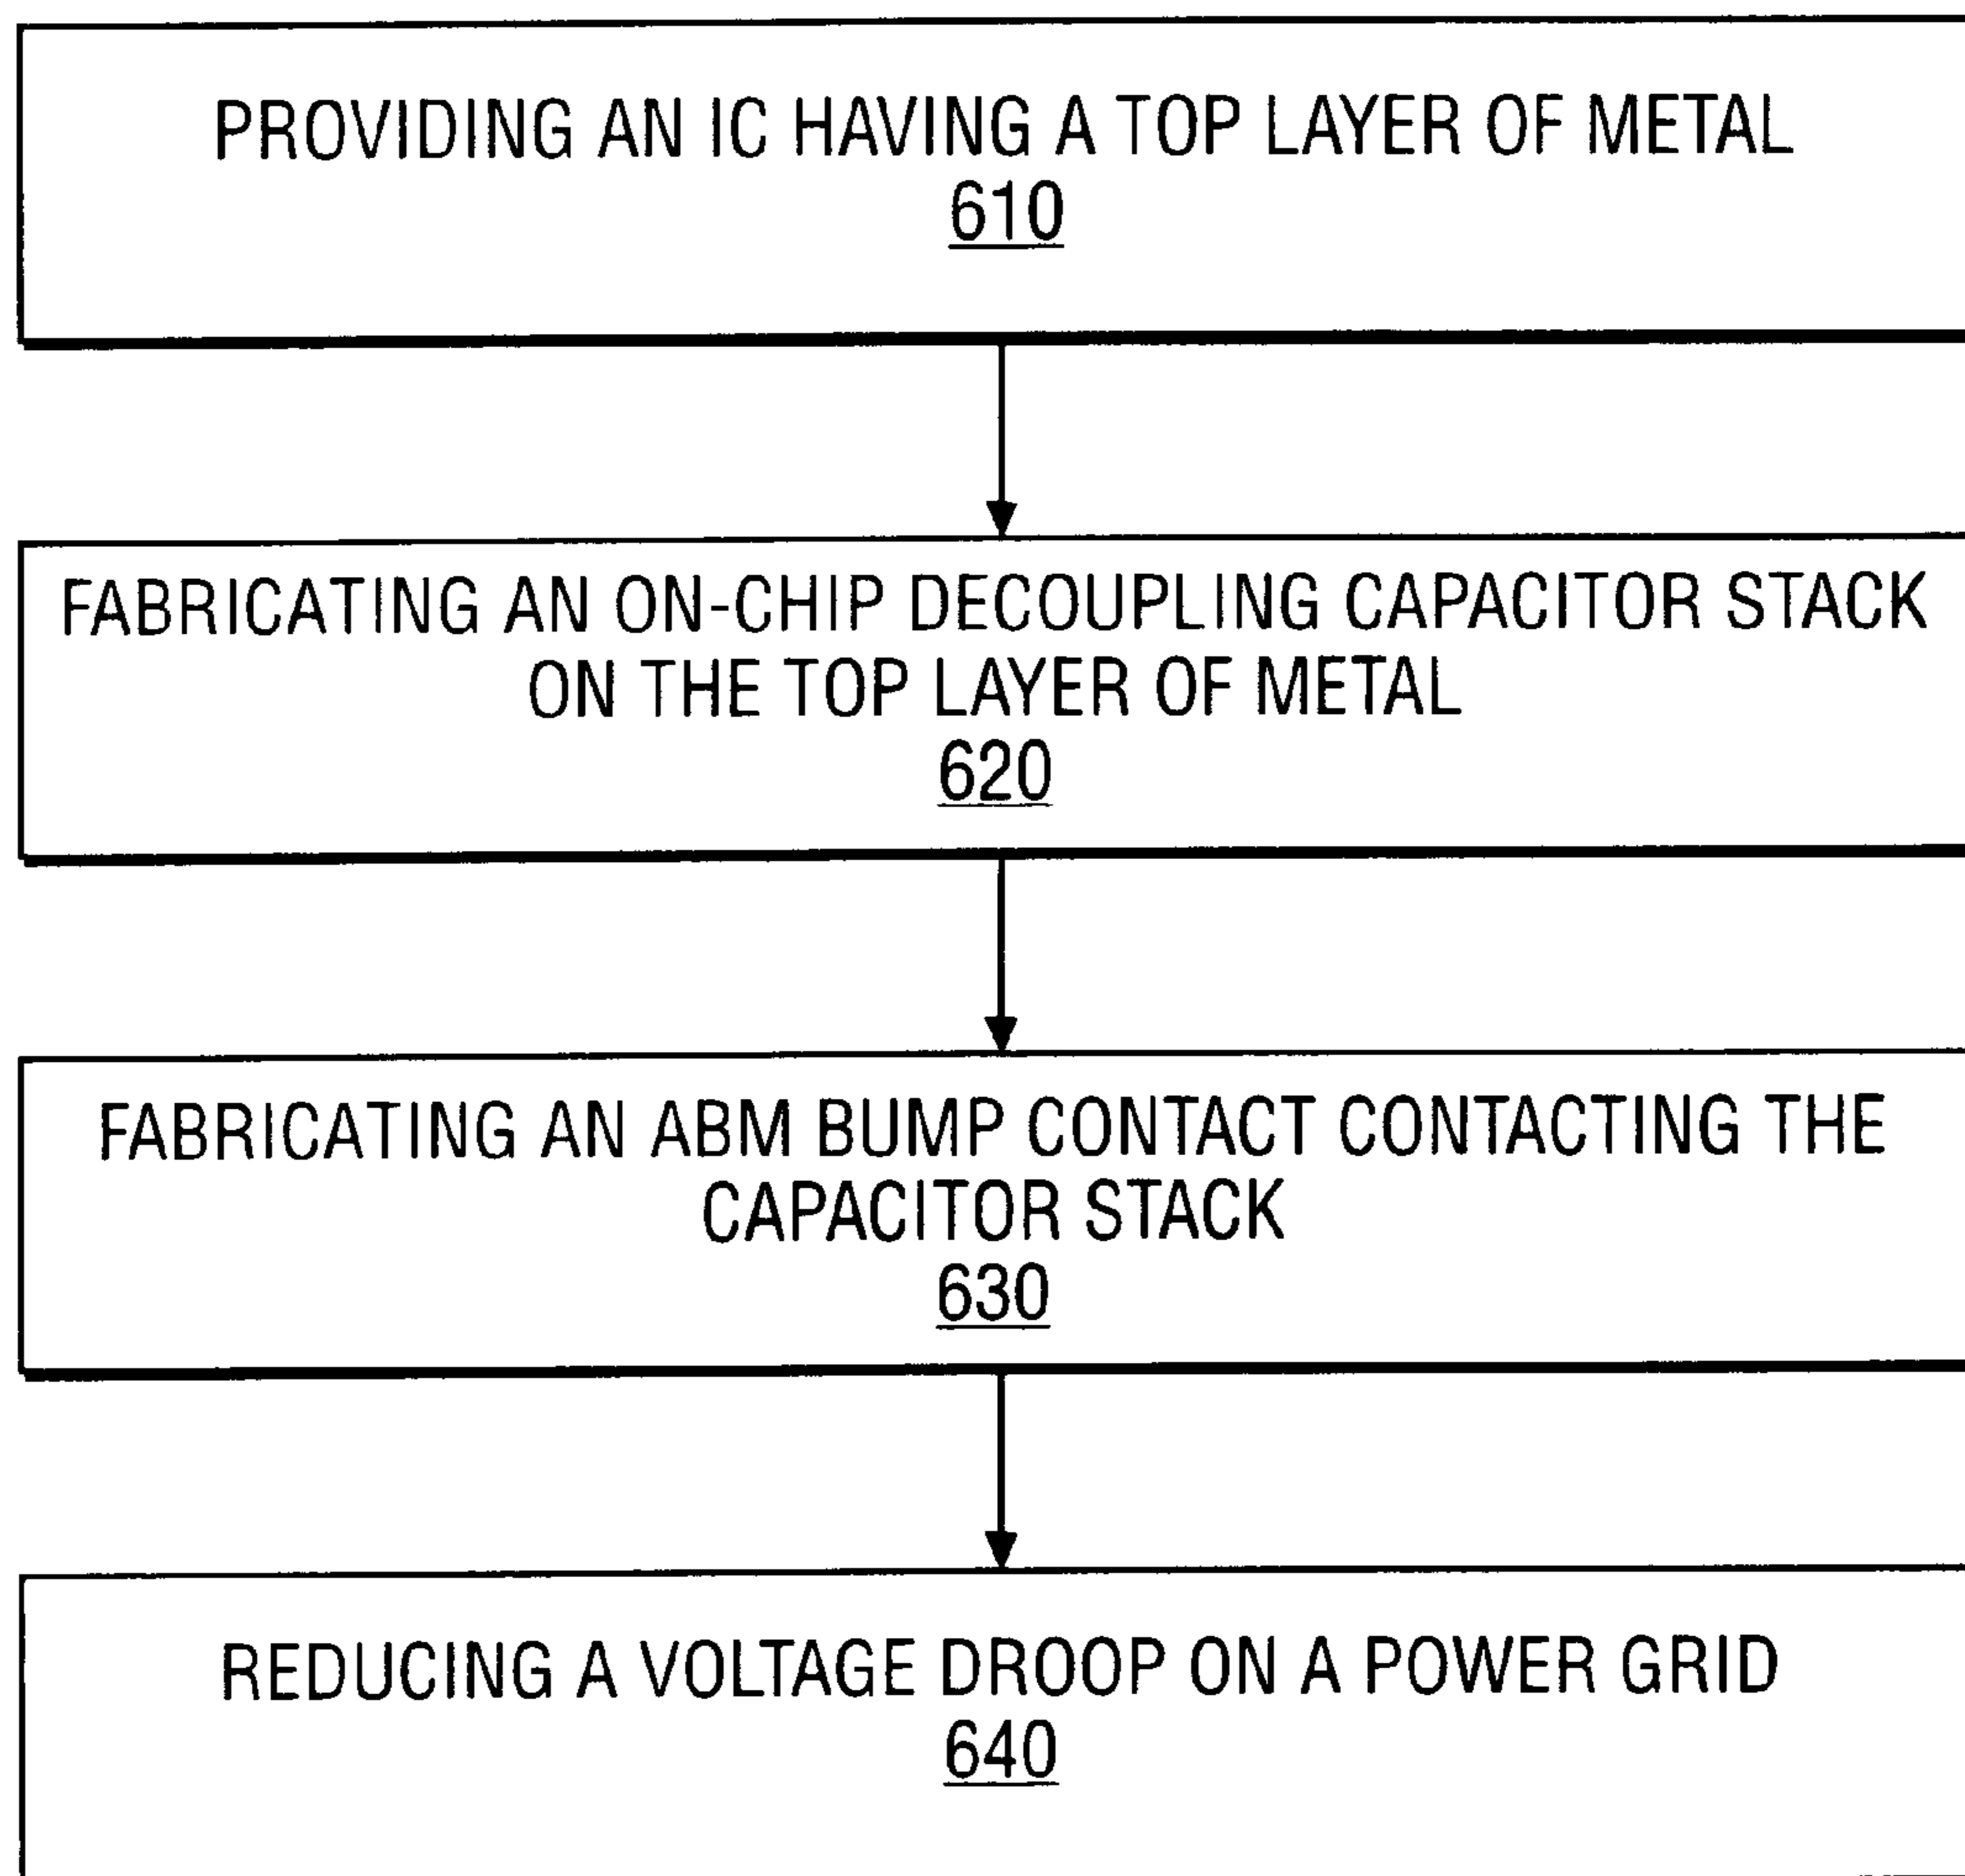 PROVIDING AN IC HAVING A TOP LAYER OF METAL
610
FABRICATING AN ON-CHIP DECOUPLING CAPACITOR STACK
ON THE TOP LAYER OF METAL
620
FABRICATING AN ABM BUMP CONTACT CONTACTING THE
CAPACITOR STACK
630
REDUCING A VOLTAGE DROOP ON A POWER GRID
640